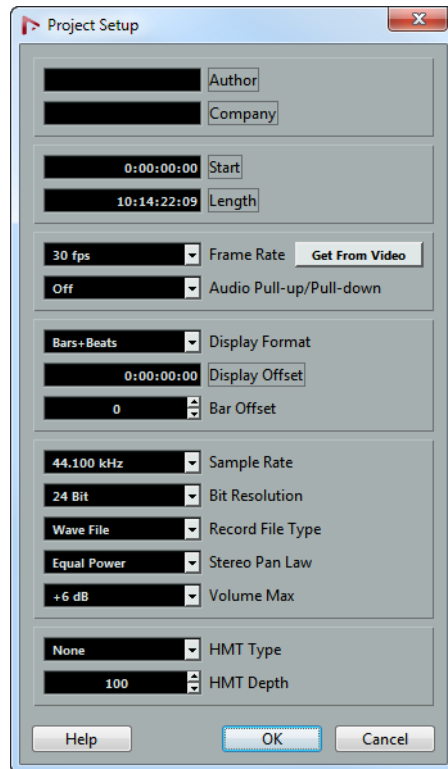 Project Setup
Author
Company
0:00:00:00 Start
10:14:22:09 Length
30 fps Frame Rate Get From Video
Off Audio Pull-up/Pull-down
Bars+Beats Display Format
0:00:00:00 Display Offset
0 Bar Offset
44.100 kHz Sample Rate
24 Bit Bit Resolution
Wave File Record File Type
Equal Power Stereo Pan Law
+6 dB Volume Max
None HMT Type
100 HMT Depth
Help OK Cancel